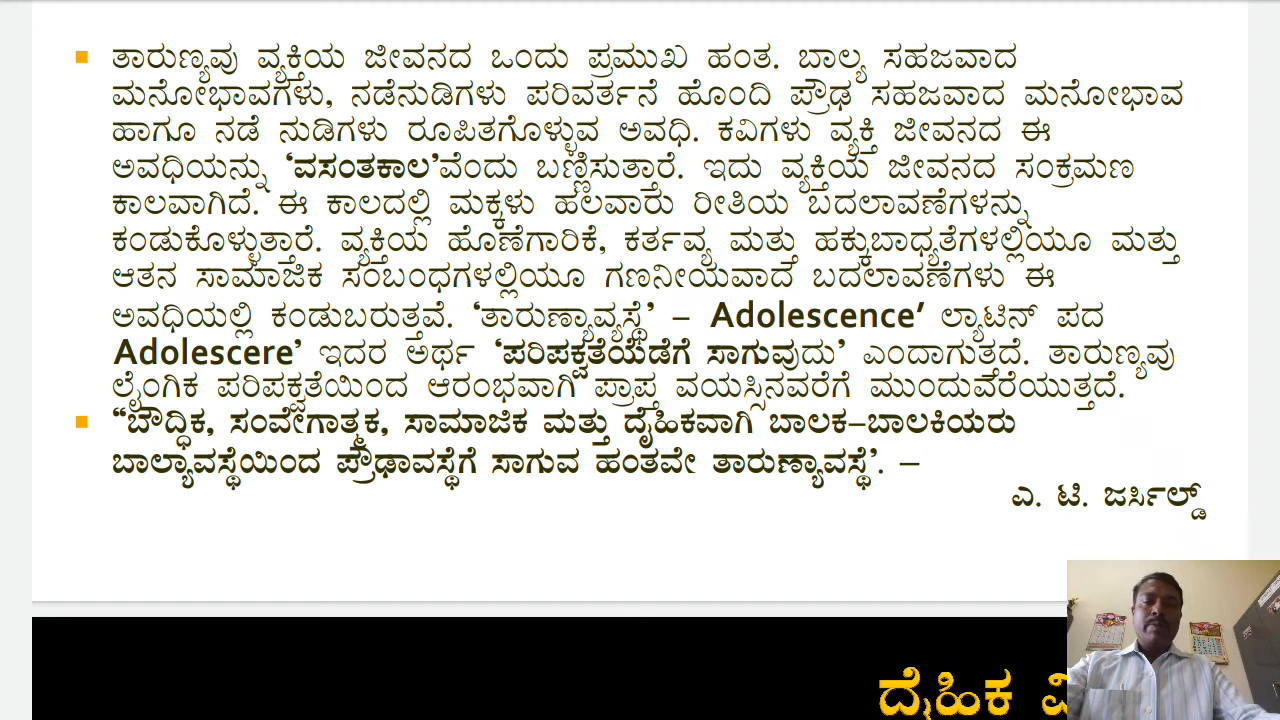 ತಾರುಣ್ಯವು ವ್ಯಕ್ತಿಯ ಜೀವನದ ಒಂದು ಪ್ರಮುಖ ಹಂತ. ಬಾಲ್ಯ ಸಹಜವಾದ
ಮನೋಭಾವಗಳು, ನಡೆನುಡಿಗಳು ಪರಿವರ್ತನೆ ಹೊಂದಿ ಪ್ರೌಢ ಸಹಜವಾದ ಮನೋಭಾವ
ಹಾಗೂ ನಡೆ ನುಡಿಗಳು ರೂಪಿತಗೊಳ್ಳುವ ಅವಧಿ. ಕವಿಗಳು ವ್ಯಕ್ತಿ ಜೀವನದ ಈ
ಅವಧಿಯನ್ನು ‘ವಸಂತಕಾಲ’ವೆಂದು ಬಣ್ಣಿಸುತ್ತಾರೆ. ಇದು ವ್ಯಕ್ತಿಯ ಜೀವನದ ಸಂಕ್ರಮಣ
ಕಾಲವಾಗಿದೆ. ಈ ಕಾಲದಲ್ಲಿ ಮಕ್ಕಳು ಹಲವಾರು ರೀತಿಯ ಬದಲಾವಣೆಗಳನ್ನು
ಕಂಡುಕೊಳ್ಳುತ್ತಾರೆ. ವ್ಯಕ್ತಿಯ ಹೊಣೆಗಾರಿಕೆ, ಕರ್ತವ್ಯ ಮತ್ತು ಹಕ್ಕುಬಾಧ್ಯತೆಗಳಲ್ಲಿಯೂ ಮತ್ತು
ಆತನ ಸಾಮಾಜಿಕ ಸಂಬಂಧಗಳಲ್ಲಿಯೂ ಗಣನೀಯವಾದ ಬದಲಾವಣೆಗಳು ಈ
ಅವಧಿಯಲ್ಲಿ ಕಂಡುಬರುತ್ತವೆ. ‘ತಾರುಣ್ಯಾವ್ಯಸ್ಥೆ’ – Adolescence’ ಲ್ಯಾಟಿನ್ ಪದ
Adolescere’ ಇದರ ಅರ್ಥ ‘ಪರಿಪಕ್ವತೆಯೆಡೆಗೆ ಸಾಗುವುದು’ ಎಂದಾಗುತ್ತದೆ. ತಾರುಣ್ಯವು
ಲೈಂಗಿಕ ಪರಿಪಕ್ವತೆಯಿಂದ ಆರಂಭವಾಗಿ ಪ್ರಾಪ್ತ ವಯಸ್ಸಿನವರೆಗೆ ಮುಂದುವರೆಯುತ್ತದೆ.
“ಬೌದ್ಧಿಕ, ಸಂವೇಗಾತ್ಮಕ, ಸಾಮಾಜಿಕ ಮತ್ತು ದೈಹಿಕವಾಗಿ ಬಾಲಕ–ಬಾಲಕಿಯರು
ಬಾಲ್ಯಾವಸ್ಥೆಯಿಂದ ಪ್ರೌಢಾವಸ್ಥೆಗೆ ಸಾಗುವ ಹಂತವೇ ತಾರುಣ್ಯಾವಸ್ಥೆ’. –
ಎ. ಟಿ. ಜರ್ಸಿಲ್ಡ್
ದೈಹಿಕ